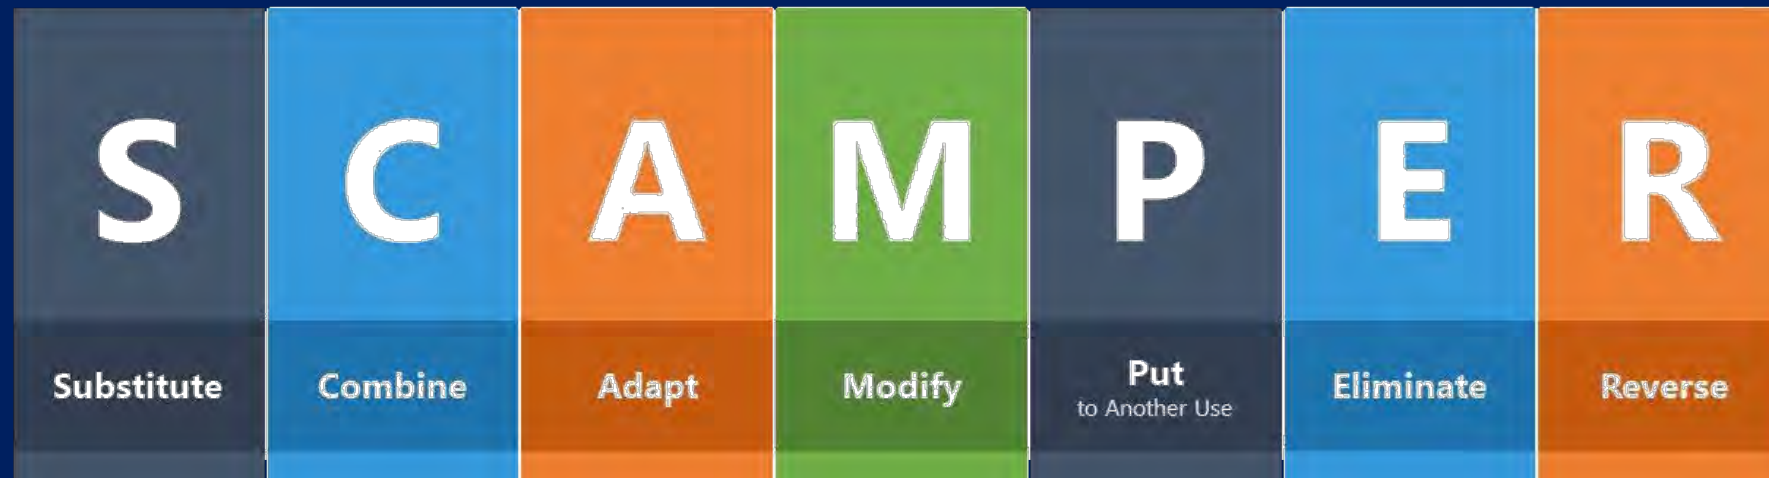 S C A M P E R
Substitute Combine Adapt Modify Put to Another Use Eliminate Reverse